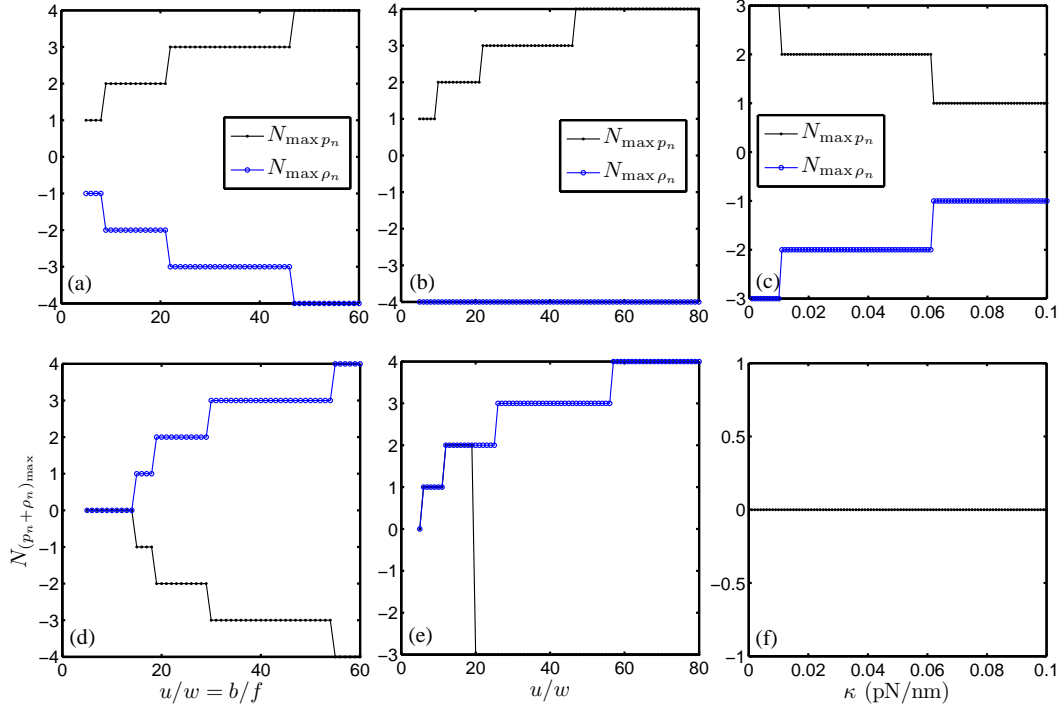 4 4 3
3 3
2 2 2
1 1 1
0 0 0
−1 −1 −1
−2 −2 −2
−3 −3
−4 −4 −3
N_{max p_n} N_{max p_n} N_{max p_n}
N_{max ρ_n} N_{max ρ_n} N_{max ρ_n}
(a) (b) (c)
0 20 40 60 0 20 40 60 80 0 0.02 0.04 0.06 0.08 0.1
4 4 1
3 3
2 2 0.5
1 1
0 0 0
−1 −1
−2 −2 −0.5
−3 −3
−4 −1
N_{(p_n+ρ_n)_{max}}
(d) (e) (f)
0 20 40 60 0 20 40 60 80 0 0.02 0.04 0.06 0.08 0.1
u/w = b/f u/w κ (pN/nm)